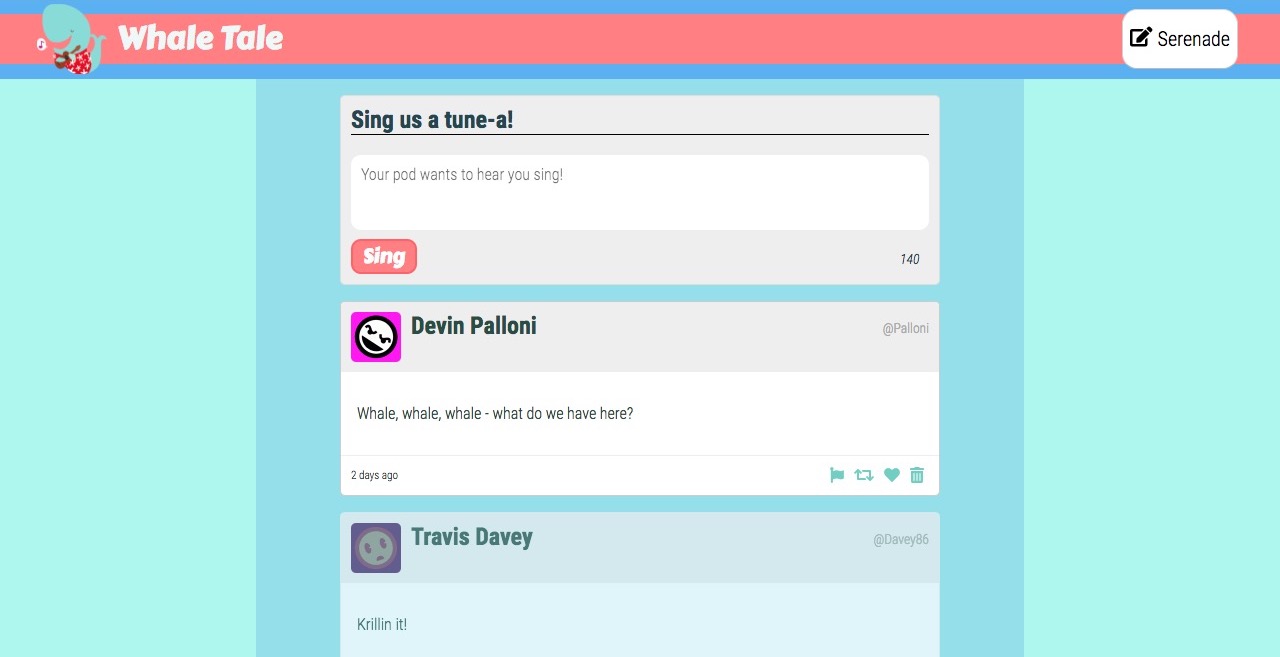 Whale Tale
Serenade
Sing us a tune-a!
Your pod wants to hear you sing!
Sing
140
Devin Palloni
@Palloni
Whale, whale, whale - what do we have here?
2 days ago
Travis Davey
@Davey86
Krillin it!